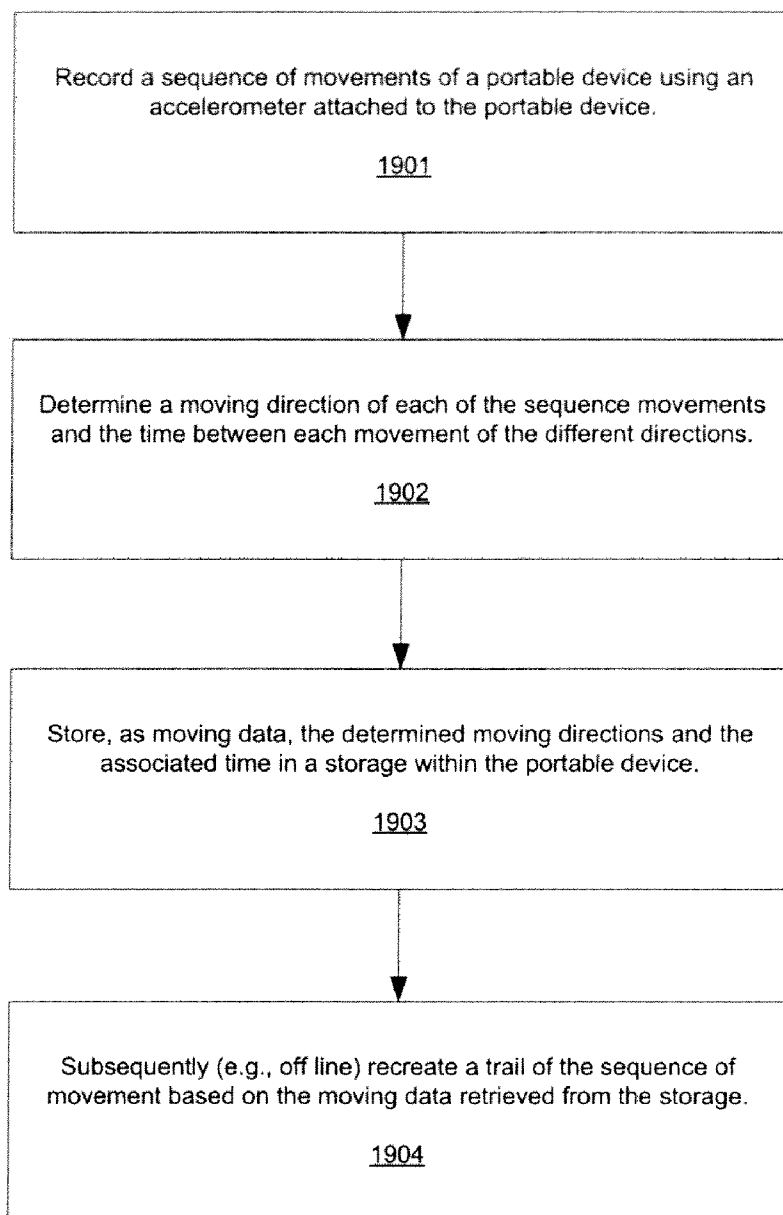 Record a sequence of movements of a portable device using an
accelerometer attached to the portable device.
1901
Determine a moving direction of each of the sequence movements
and the time between each movement of the different directions.
1902
Store, as moving data, the determined moving directions and the
associated time in a storage within the portable device.
1903
Subsequently (e.g., off line) recreate a trail of the sequence of
movement based on the moving data retrieved from the storage.
1904